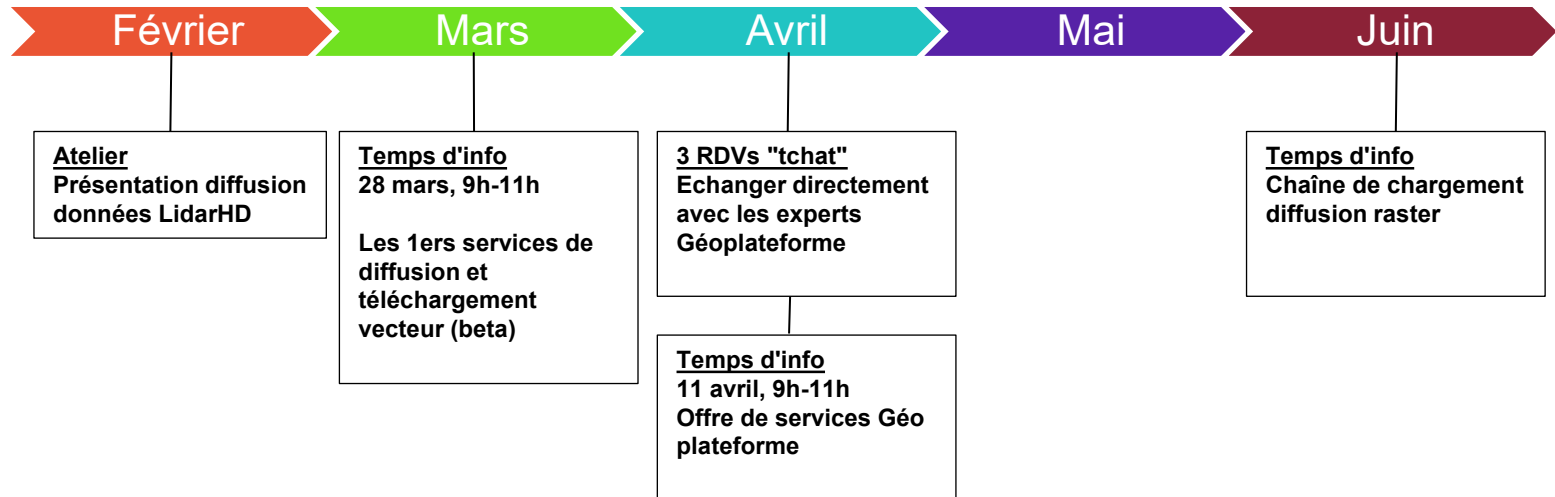 Février
Mars
Avril
Mai
Juin
Atelier
Présentation diffusion
données LidarHD
Temps d'info
28 mars, 9h-11h
Les 1ers services de
diffusion et
téléchargement
vecteur (beta)
3 RDVs "tchat"
Echanger directement
avec les experts
Géoplateforme
Temps d'info
11 avril, 9h-11h
Offre de services Géo
plateforme
Temps d'info
Chaîne de chargement
diffusion raster